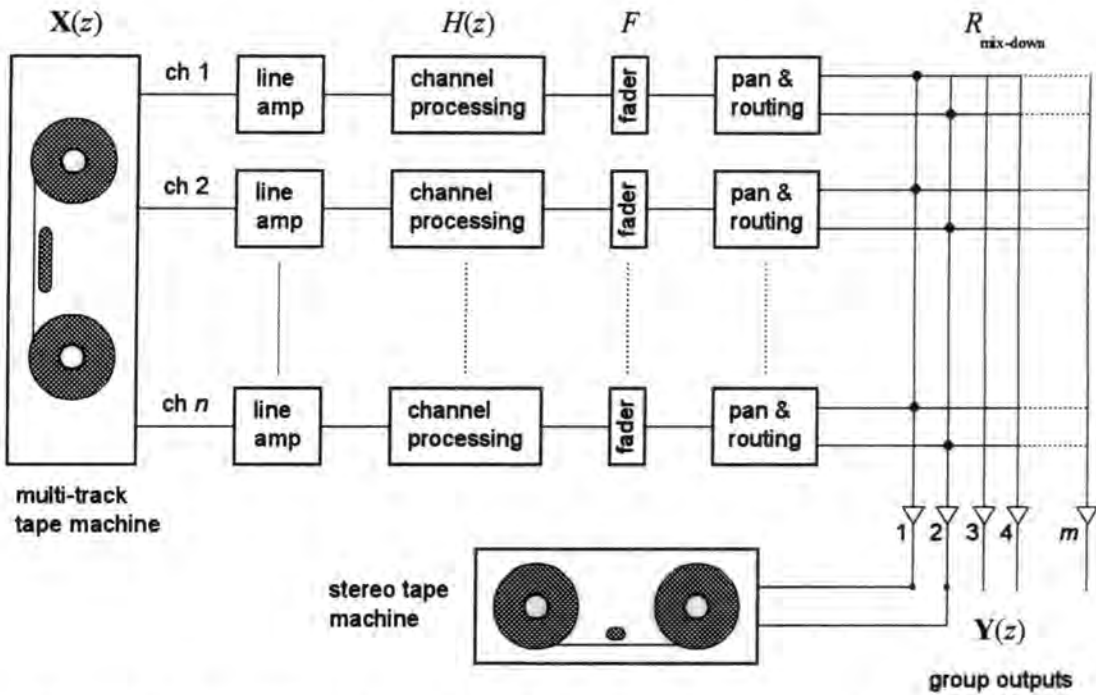 X(z)
H(z)
F
R mix-down
ch 1
line
amp
channel
processing
fader
pan &
routing
ch 2
line
amp
channel
processing
fader
pan &
routing
ch n
line
amp
channel
processing
fader
pan &
routing
multi-track
tape machine
1 2 3 4 m
stereo tape
machine
Y(z)
group outputs